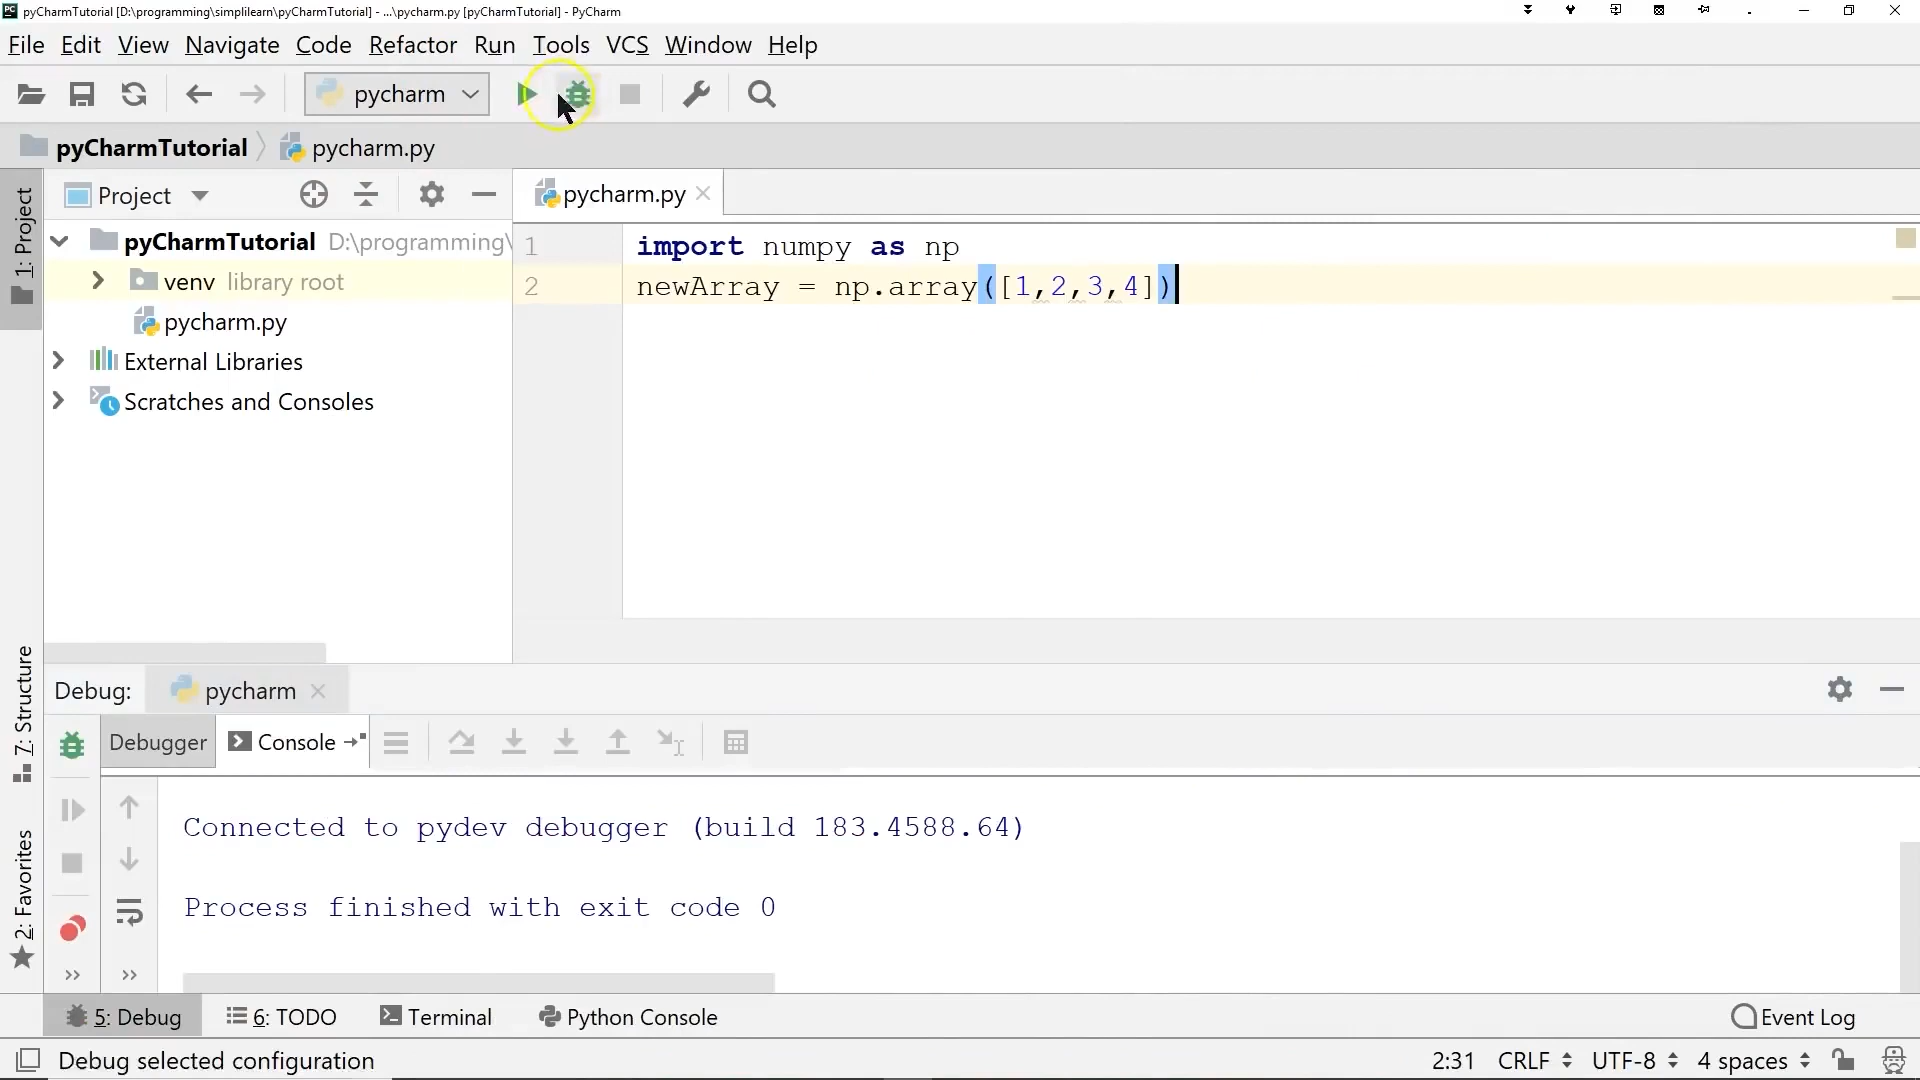 pyCharmTutorial [D:\programming\simplilearn\pyCharmTutorial] - ...\pycharm.py [pyCharmTutorial] - PyCharm
File Edit View Navigate Code Refactor Run Tools VCS Window Help
pycharm
pyCharmTutorial pycharm.py
1: Project
Project
pycharm.py
pyCharmTutorial D:\programming\
venv library root
pycharm.py
External Libraries
Scratches and Consoles
1 import numpy as np
2 newArray = np.array([1,2,3,4])
7: Structure
2: Favorites
Debug: pycharm
Debugger Console
Connected to pydev debugger (build 183.4588.64)
Process finished with exit code 0
5: Debug 6: TODO Terminal Python Console Event Log
Debug selected configuration 2:31 CRLF UTF-8 4 spaces